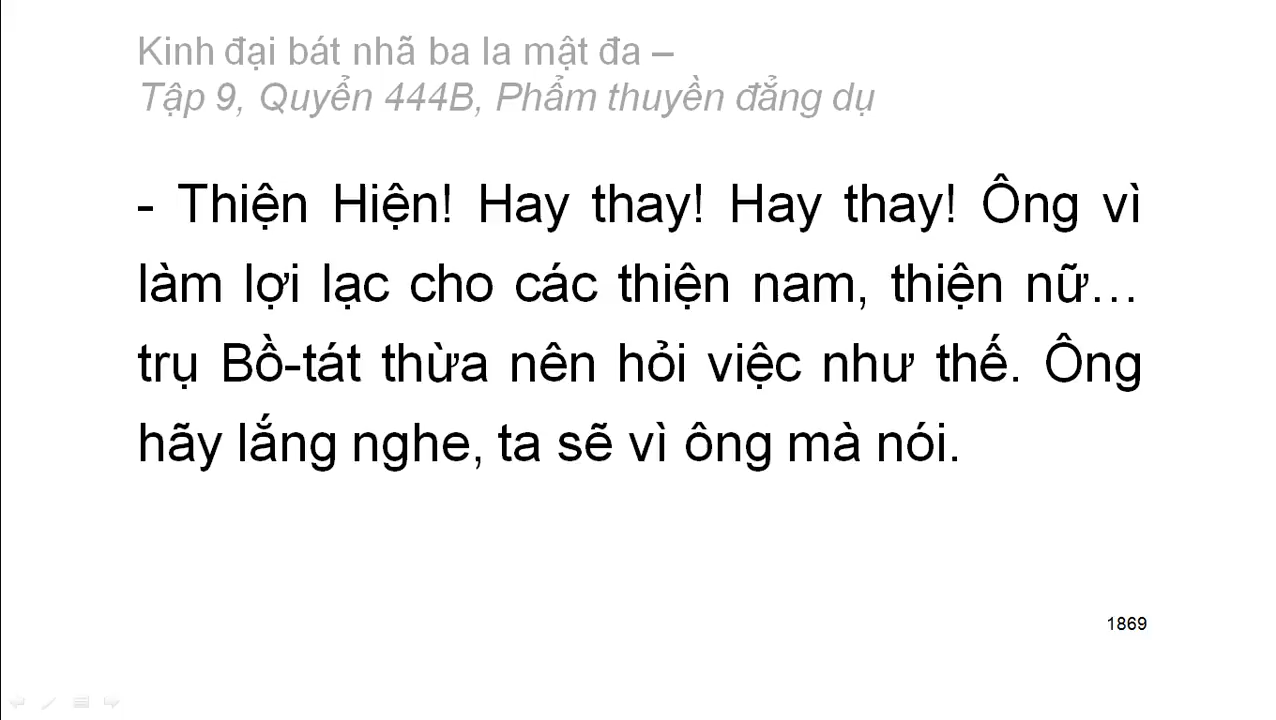 Kinh đại bát nhã ba la mật đa –
Tập 9, Quyển 444B, Phẩm thuyền đẳng dụ
- Thiện Hiện! Hay thay! Hay thay! Ông vì
làm lợi lạc cho các thiện nam, thiện nữ…
trụ Bồ-tát thừa nên hỏi việc như thế. Ông
hãy lắng nghe, ta sẽ vì ông mà nói.
1869